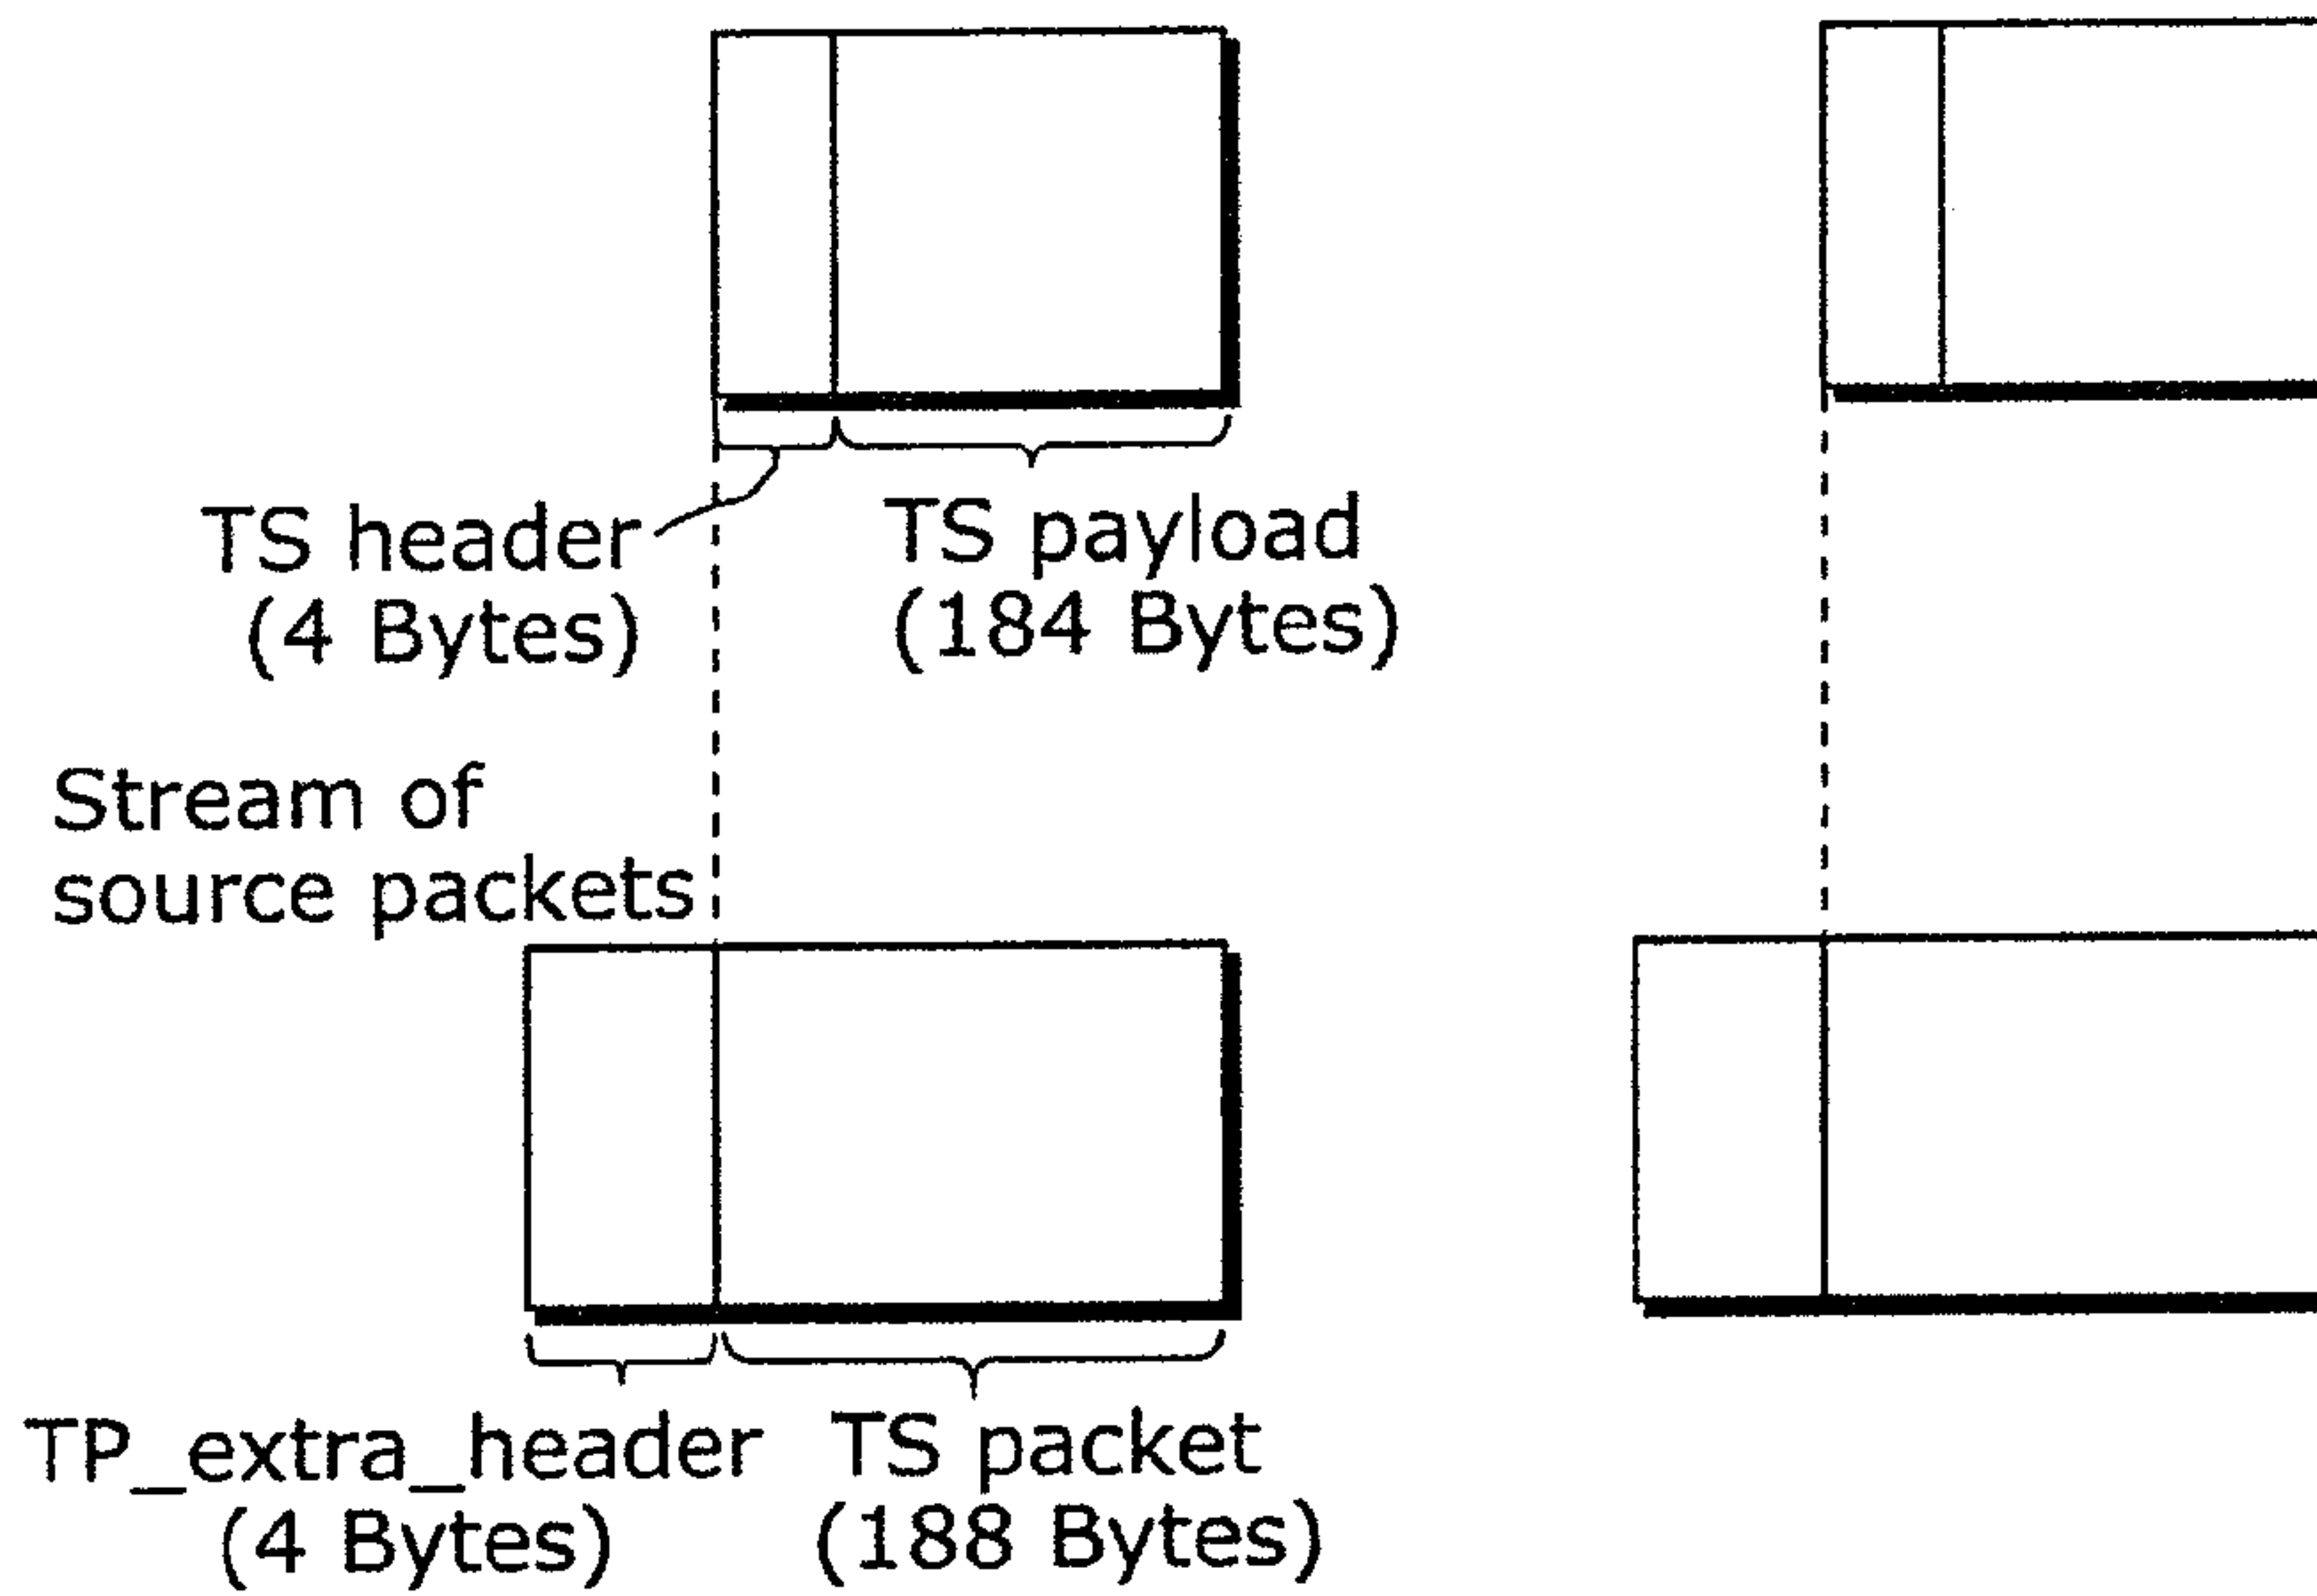 TS header
(4 Bytes)
TS payload
(184 Bytes)
Stream of
source packets
TP_extra_header
(4 Bytes)
TS packet
(188 Bytes)